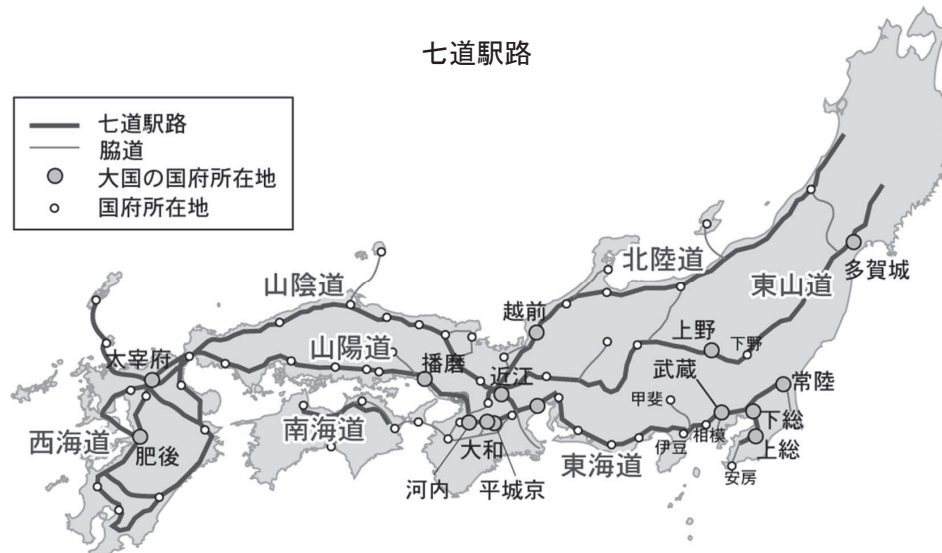 七道駅路
七道駅路
脇道
大国の国府所在地
国府所在地
北陸道
山陰道
東山道
多賀城
越前
上野
下野
山陽道
播磨
太宰府
近江
武蔵
常陸
甲斐
下総
南海道
西海道
肥後
大和
東海道
伊豆
相模
上総
安房
河内
平城京